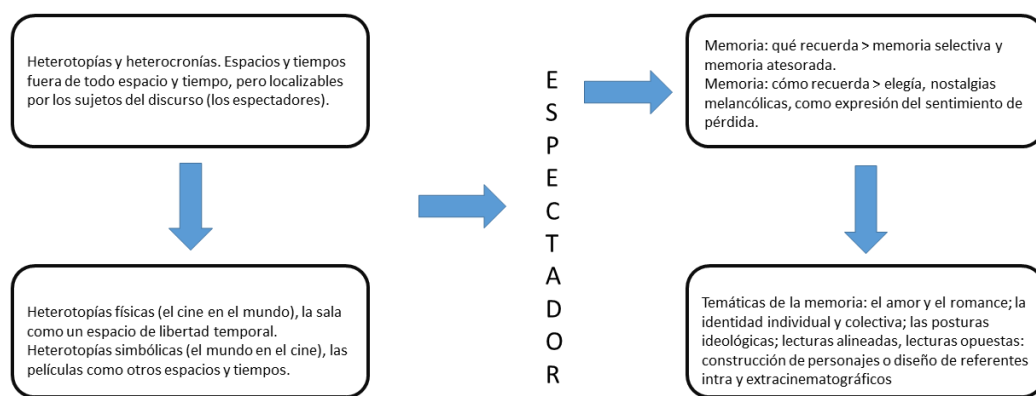 Heterotopías y heterocronías. Espacios y tiempos
fuera de todo espacio y tiempo, pero localizables
por los sujetos del discurso (los espectadores).
Heterotopías físicas (el cine en el mundo), la sala
como un espacio de libertad temporal.
Heterotopías simbólicas (el mundo en el cine), las
películas como otros espacios y tiempos.
E
S
P
E
C
T
A
D
O
R
Memoria: qué recuerda > memoria selectiva y
memoria atesorada.
Memoria: cómo recuerda > elegía, nostalgias
melancólicas, como expresión del sentimiento de
pérdida.
Temáticas de la memoria: el amor y el romance; la
identidad individual y colectiva; las posturas
ideológicas; lecturas alineadas, lecturas opuestas:
construcción de personajes o diseño de referentes
intra y extracinematográficos